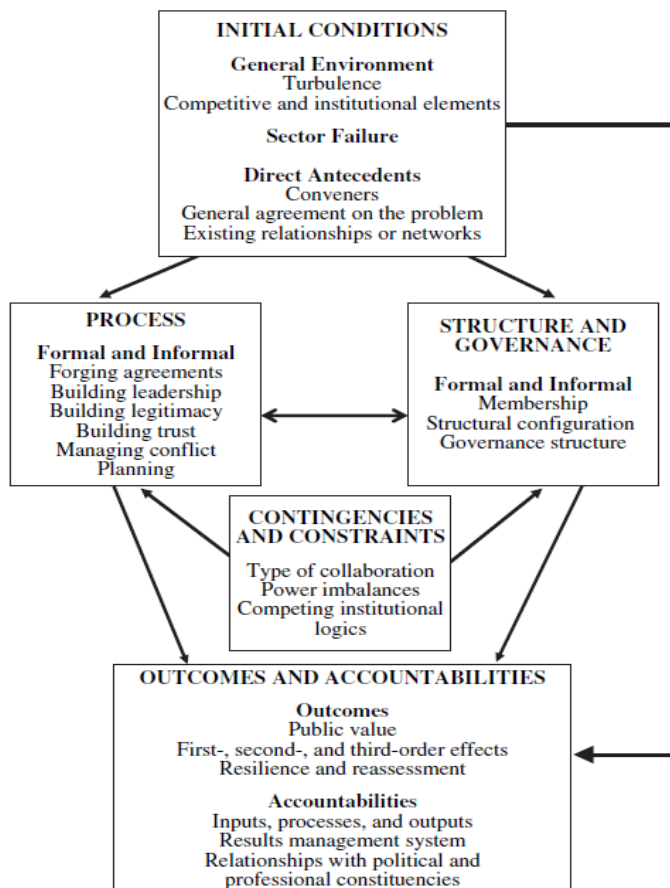 INITIAL CONDITIONS
General Environment
Turbulence
Competitive and institutional elements
Sector Failure
Direct Antecedents
Conveners
General agreement on the problem
Existing relationships or networks
PROCESS
Formal and Informal
Forging agreements
Building leadership
Building legitimacy
Building trust
Managing conflict
Planning
STRUCTURE AND
GOVERNANCE
Formal and Informal
Membership
Structural configuration
Governance structure
CONTINGENCIES
AND CONSTRAINTS
Type of collaboration
Power imbalances
Competing institutional
logics
OUTCOMES AND ACCOUNTABILITIES
Outcomes
Public value
First-, second-, and third-order effects
Resilience and reassessment
Accountabilities
Inputs, processes, and outputs
Results management system
Relationships with political and
professional constituencies